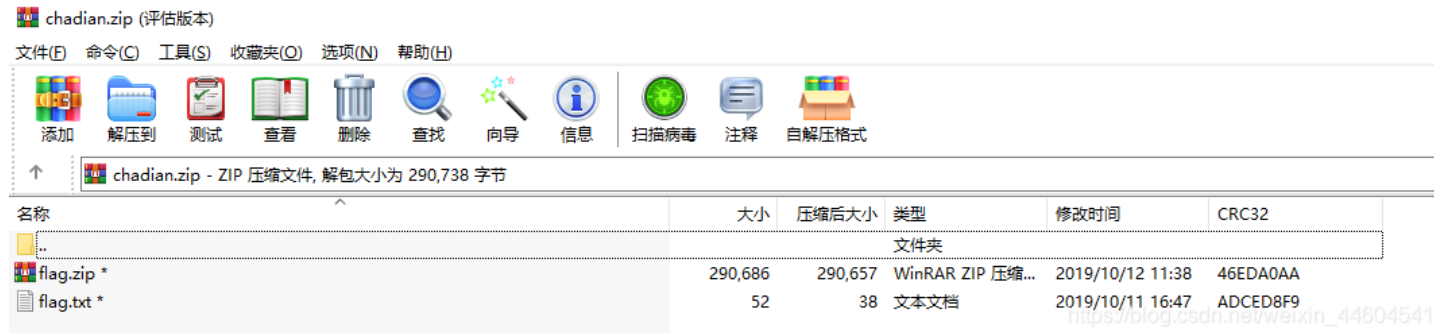 chadian.zip (评估版本)
文件(F) 命令(C) 工具(S) 收藏夹(O) 选项(N) 帮助(H)
添加 解压到 测试 查看 删除 查找 向导 信息 扫描病毒 注释 自解压格式
chadian.zip - ZIP 压缩文件, 解包大小为 290,738 字节
名称 大小 压缩后大小 类型 修改时间 CRC32
.. 文件夹
flag.zip * 290,686 290,657 WinRAR ZIP 压缩... 2019/10/12 11:38 46EDA0AA
flag.txt * 52 38 文本文档 2019/10/11 16:47 ADCED8F9
https://blog.csdn.net/weixin_44604541